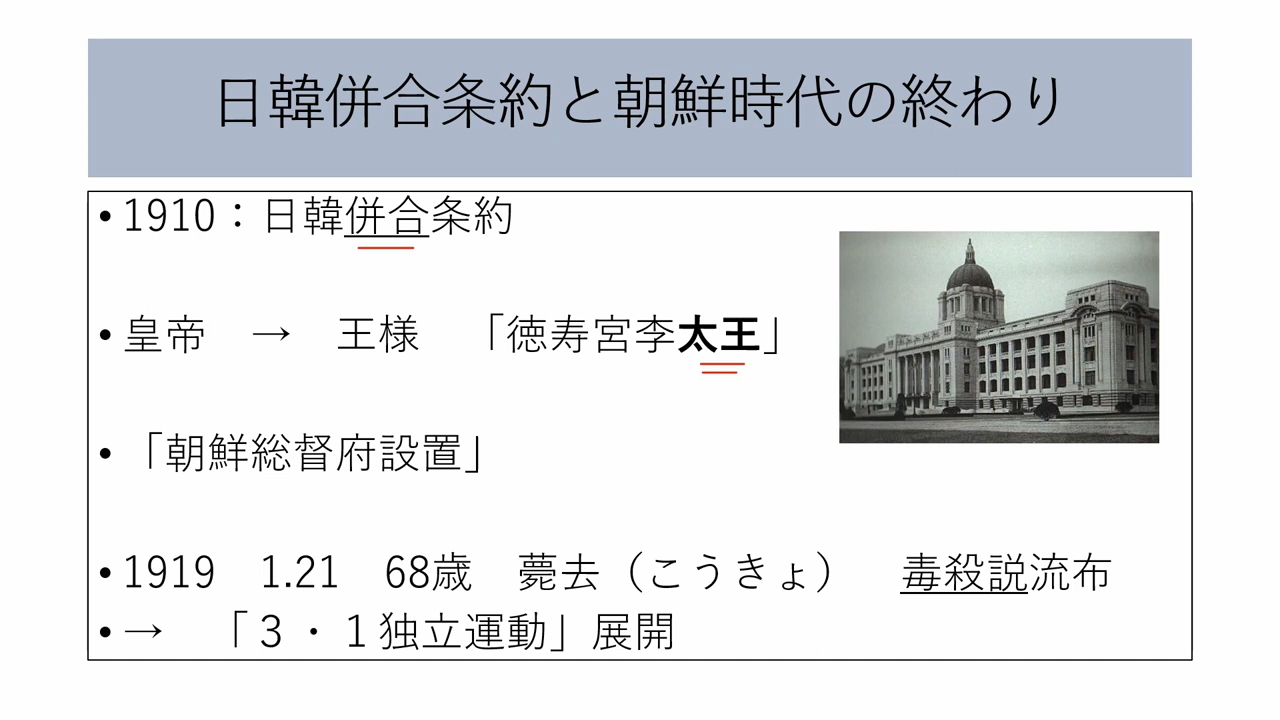 日韓併合条約と朝鮮時代の終わり
• 1910：日韓併合条約
• 皇帝　→　王様　「徳寿宮李太王」
• 「朝鮮総督府設置」
• 1919　1.21　68歳　薨去（こうきょ）　毒殺説流布
• →　「３・１独立運動」展開